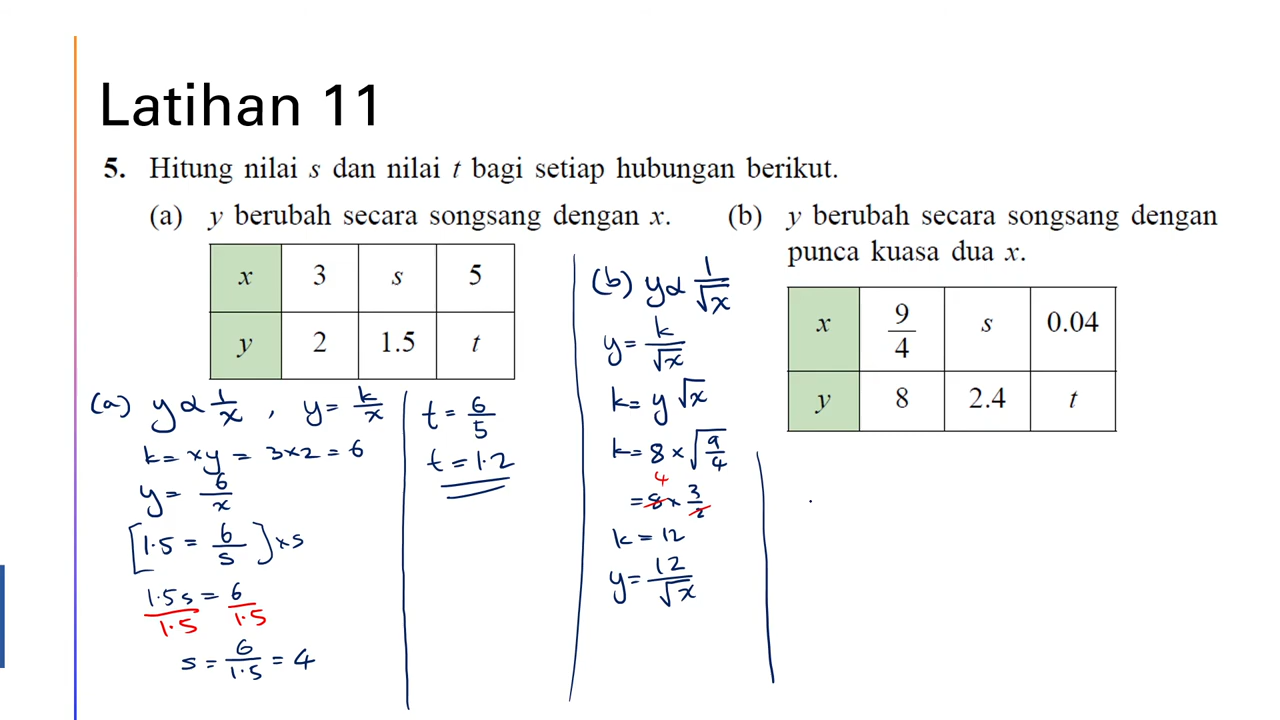 Latihan 11
5. Hitung nilai s dan nilai t bagi setiap hubungan berikut.
(a) y berubah secara songsang dengan x.
x 3 s 5
y 2 1.5 t
(a) y ∝ 1/x , y = k/x
k = xy = 3×2 = 6
y = 6/x
[1.5 = 6/s] ×s
1.5s/1.5 = 6/1.5
s = 6/1.5 = 4
t = 6/5
t = 1.2
(b) y ∝ 1/√x
y = k/√x
k = y√x
k = 8 × √(9/4)
4
= 8 × 3/2
k = 12
y = 12/√x
(b) y berubah secara songsang dengan
punca kuasa dua x.
x 9/4 s 0.04
y 8 2.4 t